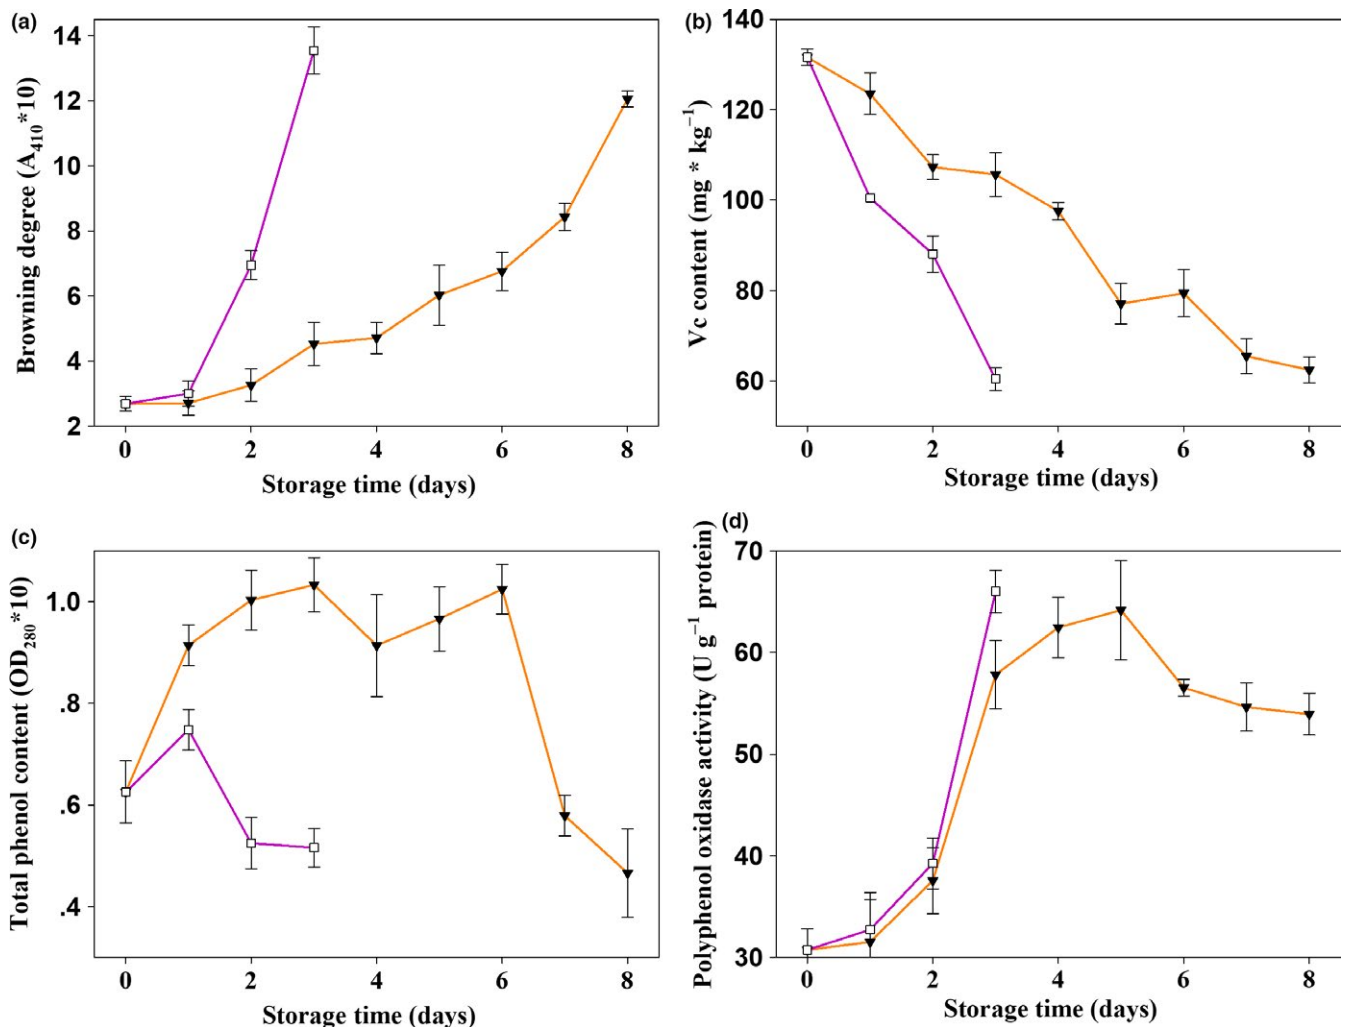 (a)
Browning degree (A410*10)
14
12
10
8
6
4
2
0 2 4 6 8
Storage time (days)
(b)
Vc content (mg * kg−1)
140
120
100
80
60
0 2 4 6 8
Storage time (days)
(c)
Total phenol content (OD280*10)
1.0
.8
.6
.4
0 2 4 6 8
Storage time (days)
(d)
Polyphenol oxidase activity (U g−1 protein)
70
60
50
40
30
0 2 4 6 8
Storage time (days)